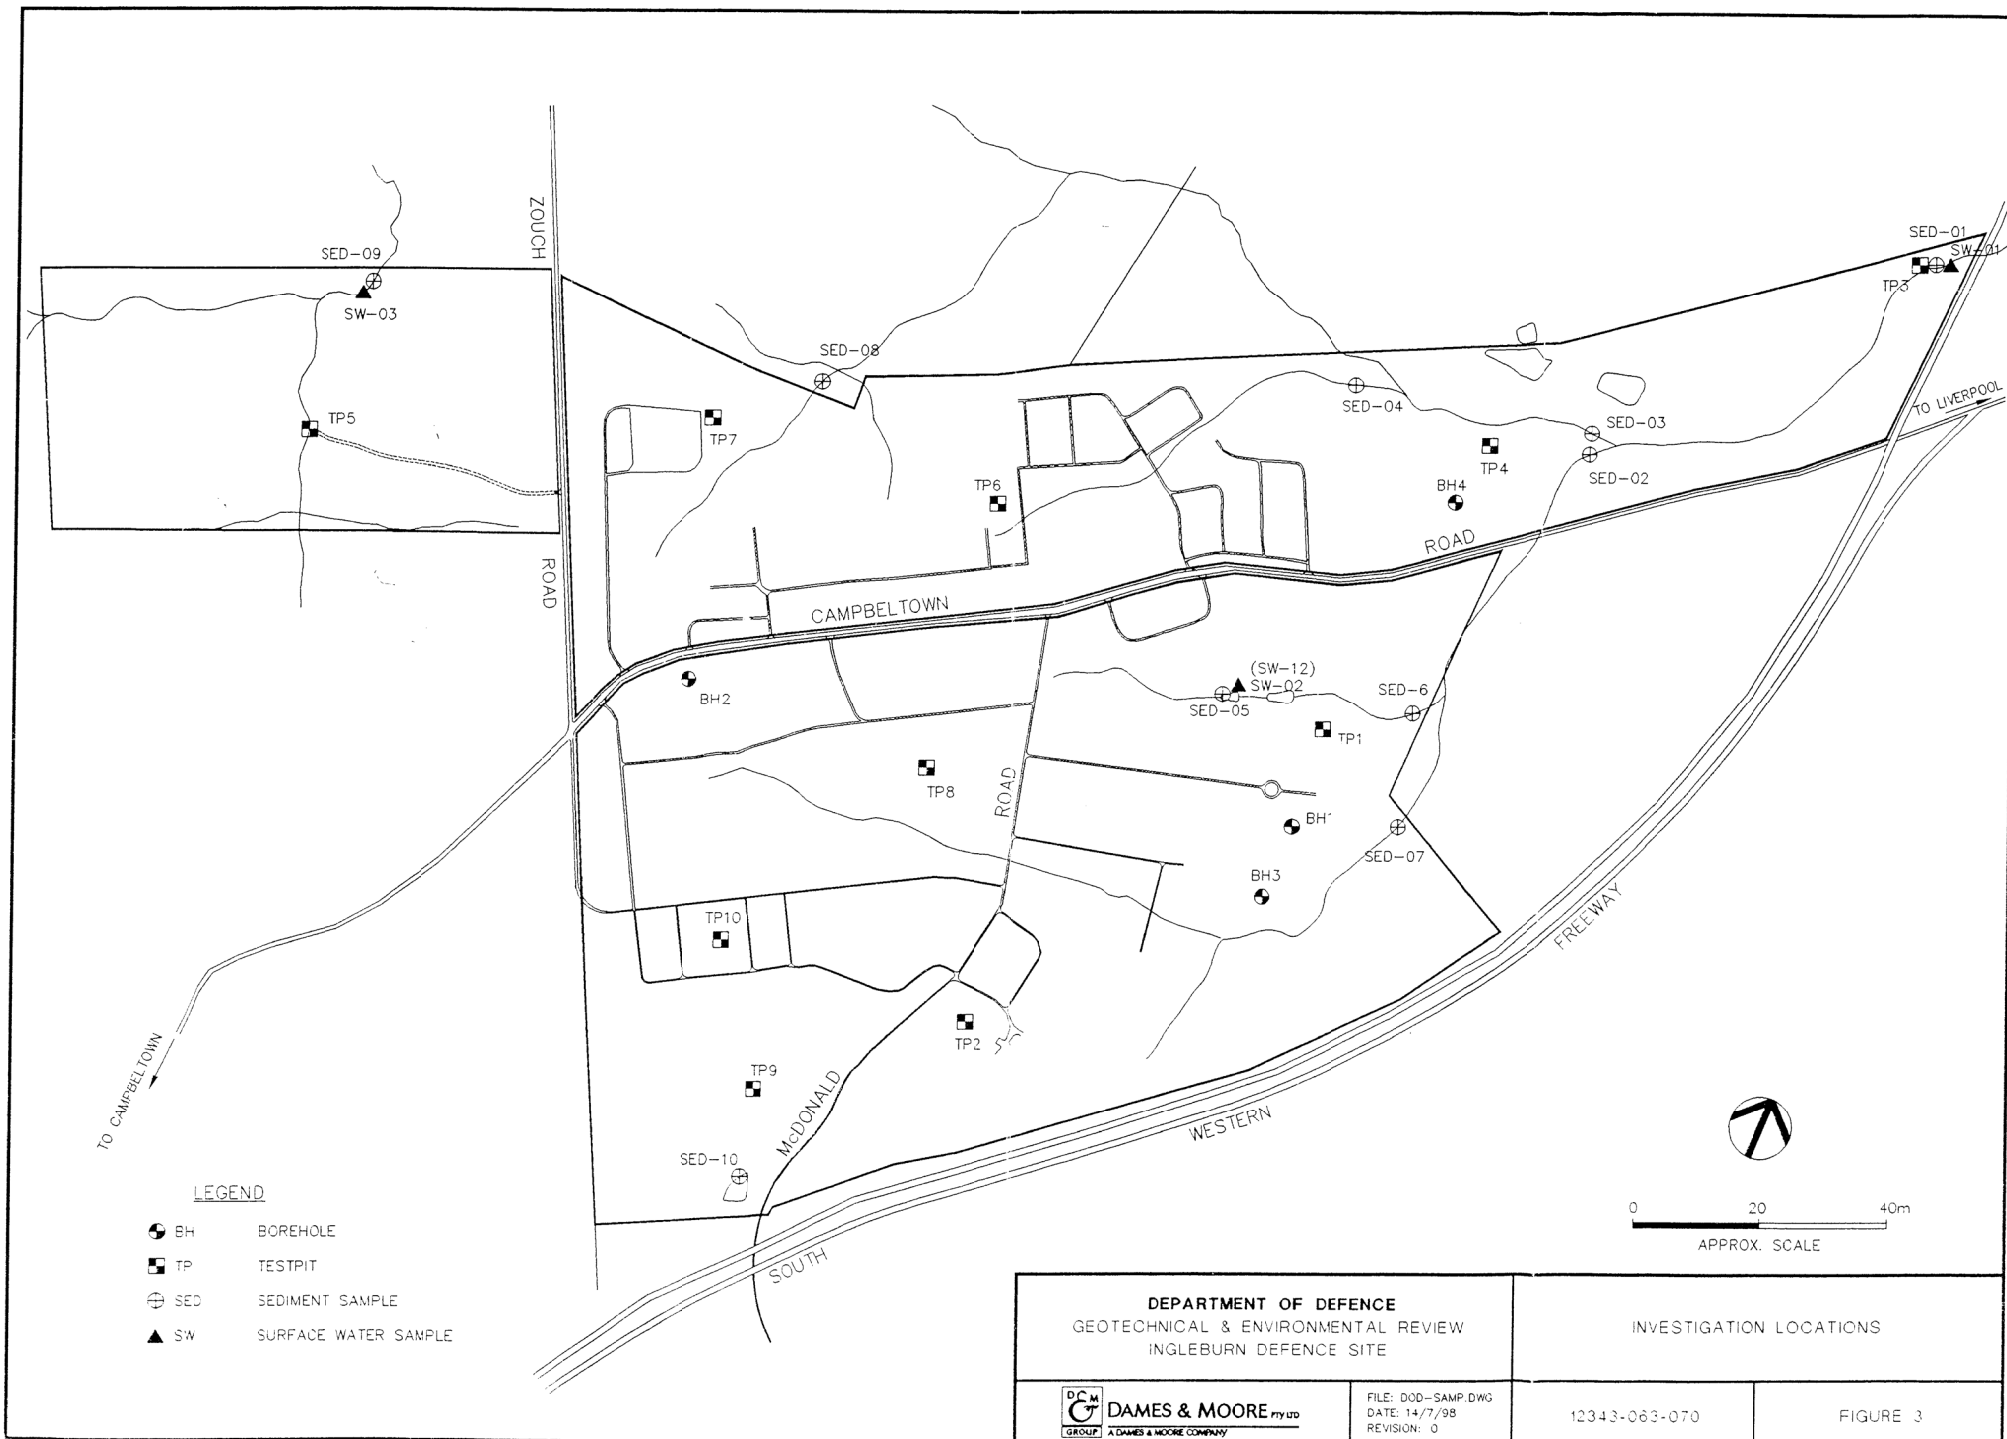 ZOUCH
SED-09
SW-03
SED-01
SW-01
TP3
SED-08
TO LIVERPOOL
TP5
TP7
SED-04
SED-03
TP4
SED-02
TP6
BH4
ROAD
ROAD
CAMPBELTOWN
BH2
(SW-12)
SW-02
SED-05
SED-6
TP1
TP8
ROAD
BH1
SED-07
BH3
TP10
FREEWAY
TP2
TO CAMPBELTOWN
TP9
McDONALD
WESTERN
SED-10
SOUTH
LEGEND
BH BOREHOLE
TP TESTPIT
SED SEDIMENT SAMPLE
SW SURFACE WATER SAMPLE
0 20 40m
APPROX. SCALE
DEPARTMENT OF DEFENCE
GEOTECHNICAL & ENVIRONMENTAL REVIEW
INGLEBURN DEFENCE SITE
INVESTIGATION LOCATIONS
D&M
GROUP
DAMES & MOORE PTY LTD
A DAMES & MOORE COMPANY
FILE: DOD-SAMP.DWG
DATE: 14/7/98
REVISION: 0
12343-063-070
FIGURE 3